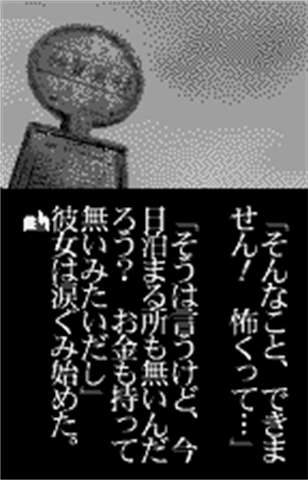 「そんなこと、できま
せん！　怖くって…」
「そうは言うけど、今
日泊まる所も無いんだ
ろう？　お金も持って
無いみたいだし」
彼女は涙ぐみ始めた。